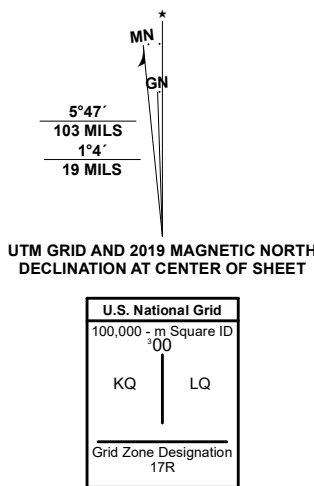 ★
MN
GN
5°47´
103 MILS
1°4´
19 MILS
UTM GRID AND 2019 MAGNETIC NORTH
DECLINATION AT CENTER OF SHEET
U.S. National Grid
100,000 - m Square ID
³00
KQ LQ
Grid Zone Designation
17R